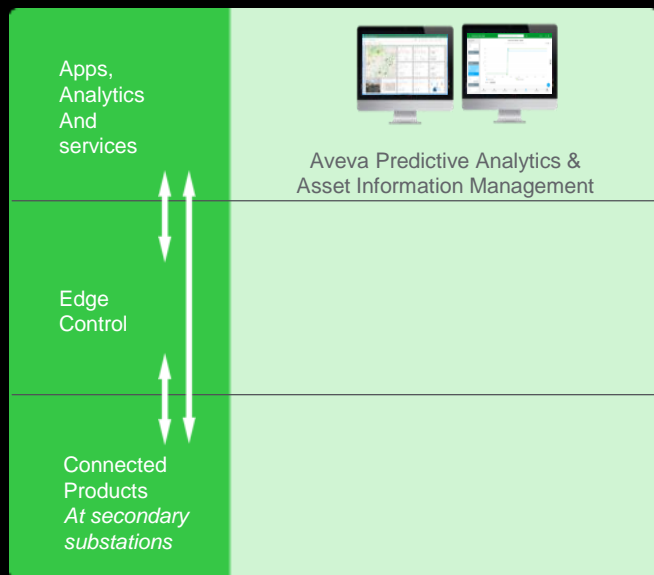 Apps,
Analytics
And
services
Aveva Predictive Analytics &
Asset Information Management
Edge
Control
Connected
Products
At secondary
substations